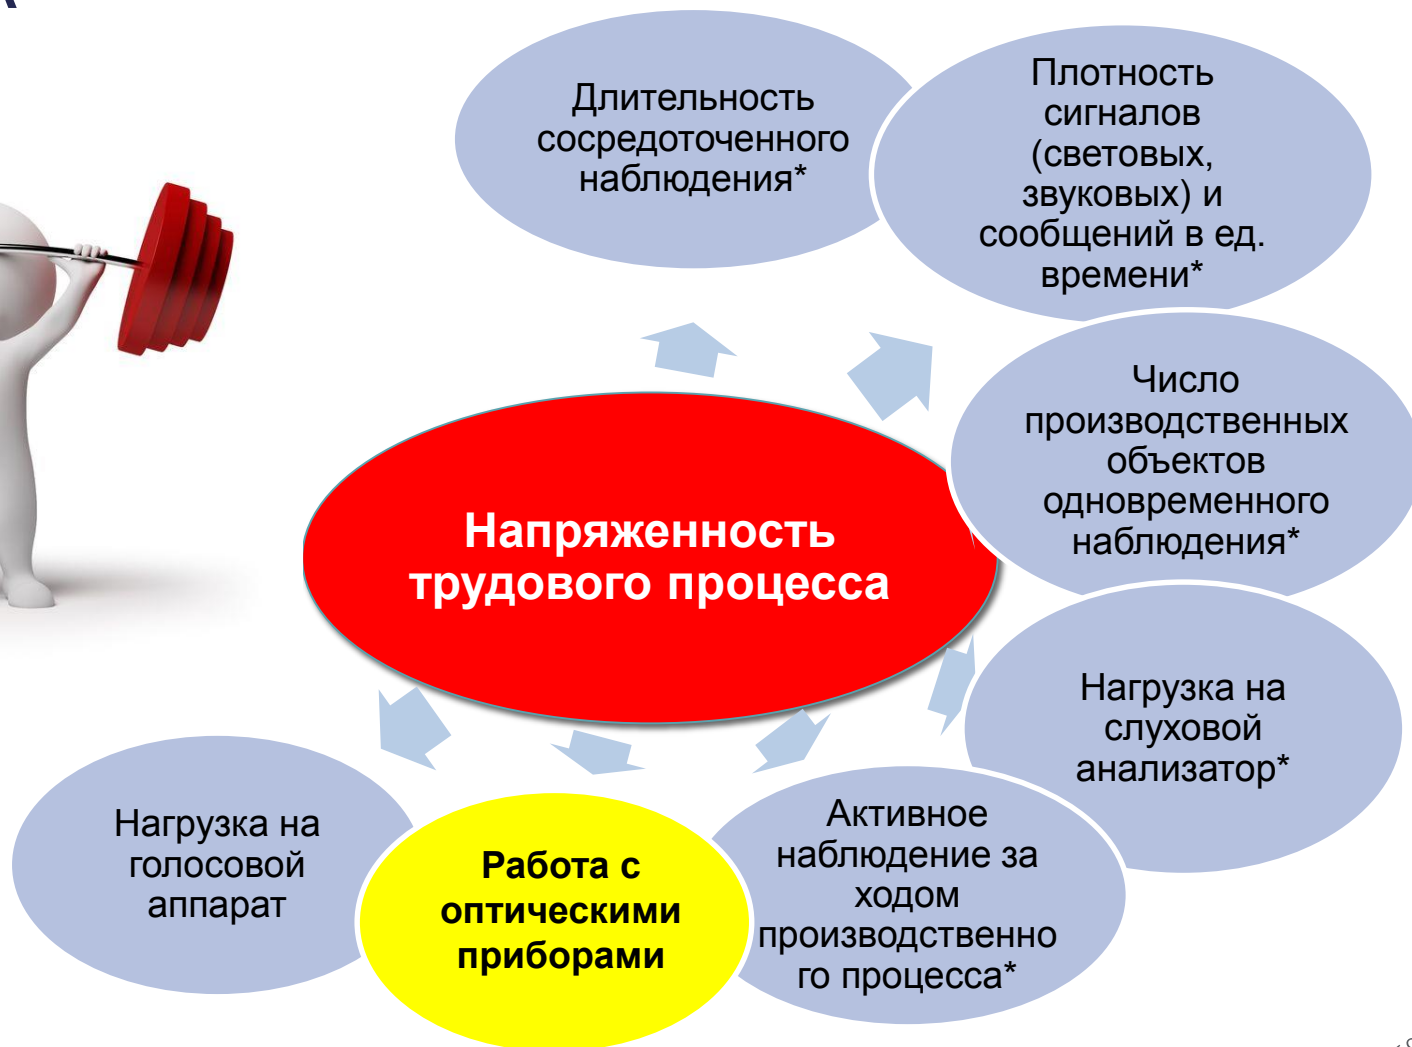 Длительность
сосредоточенного
наблюдения*
Плотность
сигналов
(световых,
звуковых) и
сообщений в ед.
времени*
Число
производственных
объектов
одновременного
наблюдения*
Напряженность
трудового процесса
Нагрузка на
слуховой
анализатор*
Активное
наблюдение за
ходом
производственно
го процесса*
Работа с
оптическими
приборами
Нагрузка на
голосовой
аппарат